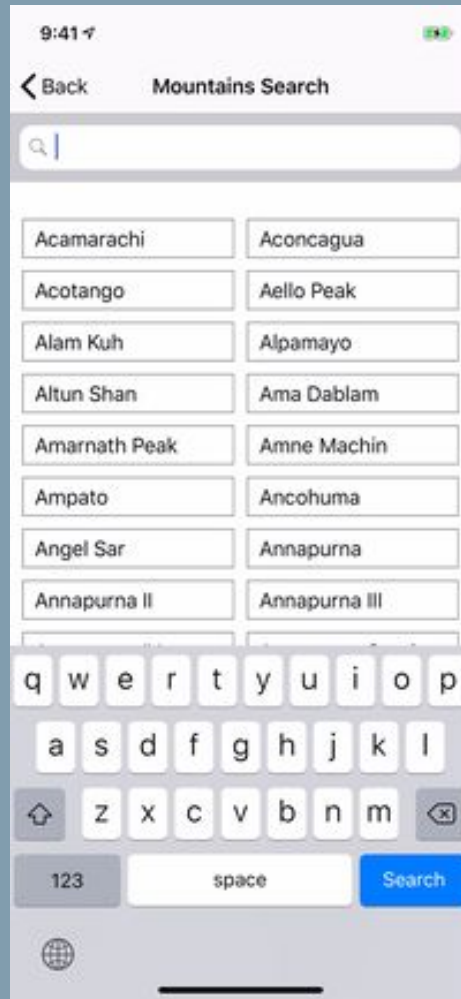 9:41
Back Mountains Search
Acamarachi Aconcagua
Acotango Aello Peak
Alam Kuh Alpamayo
Altun Shan Ama Dablam
Amarnath Peak Amne Machin
Ampato Ancohuma
Angel Sar Annapurna
Annapurna II Annapurna III
q w e r t y u i o p
a s d f g h j k l
z x c v b n m
123 space Search